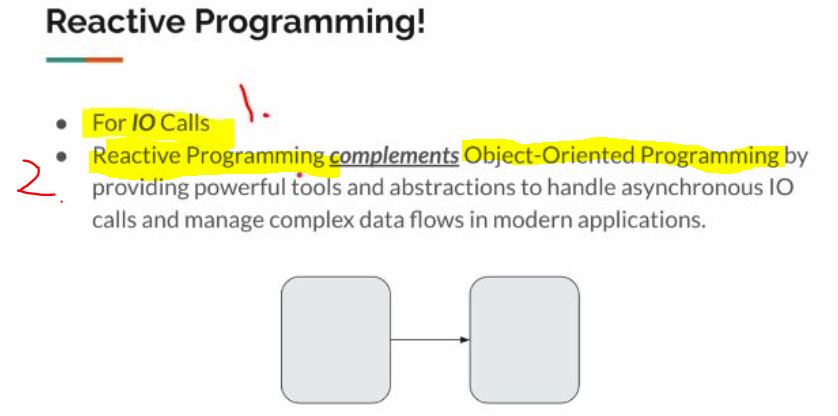 Reactive Programming!
1.
• For IO Calls
2.
• Reactive Programming complements Object-Oriented Programming by
providing powerful tools and abstractions to handle asynchronous IO
calls and manage complex data flows in modern applications.